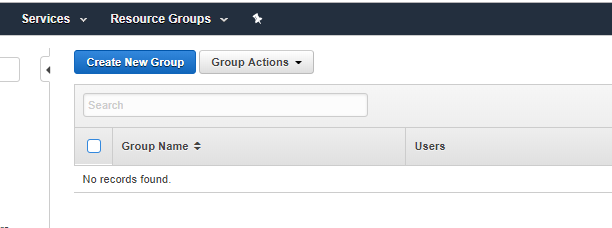 Services Resource Groups
Create New Group Group Actions
Search
Group Name Users
No records found.